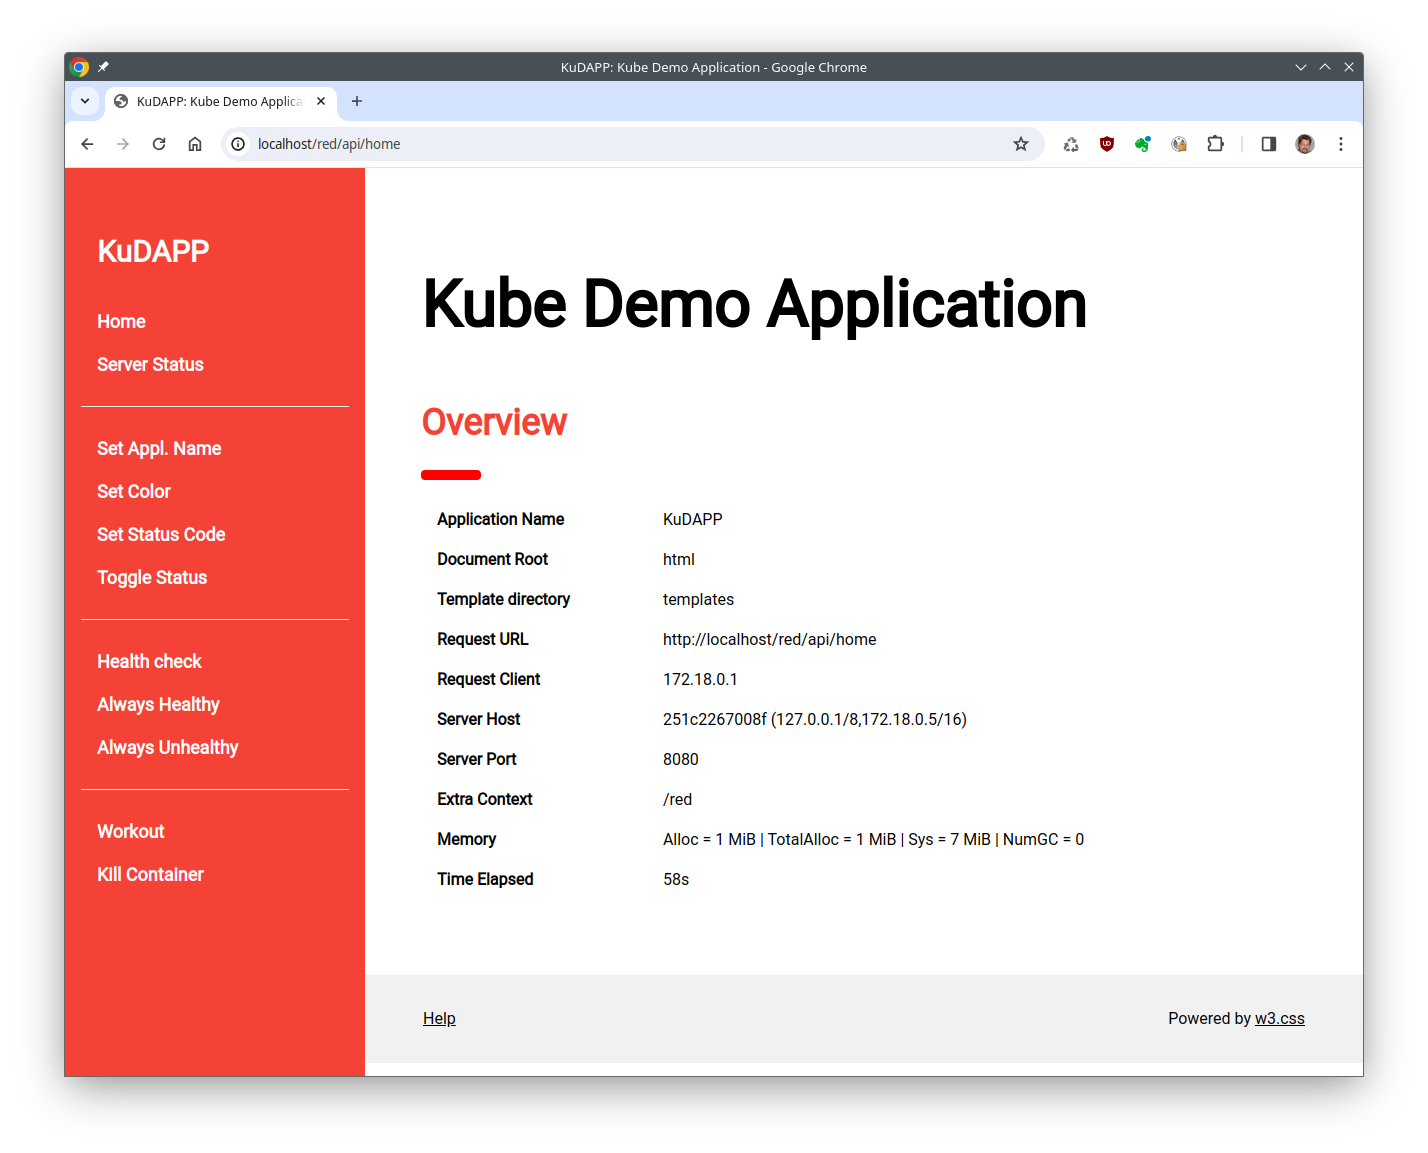 KuDAPP: Kube Demo Application - Google Chrome
KuDAPP: Kube Demo Applica
localhost/red/api/home
KuDAPP
Home
Server Status
Set Appl. Name
Set Color
Set Status Code
Toggle Status
Health check
Always Healthy
Always Unhealthy
Workout
Kill Container
Kube Demo Application
Overview
Application Name KuDAPP
Document Root html
Template directory templates
Request URL http://localhost/red/api/home
Request Client 172.18.0.1
Server Host 251c2267008f (127.0.0.1/8,172.18.0.5/16)
Server Port 8080
Extra Context /red
Memory Alloc = 1 MiB | TotalAlloc = 1 MiB | Sys = 7 MiB | NumGC = 0
Time Elapsed 58s
Help Powered by w3.css